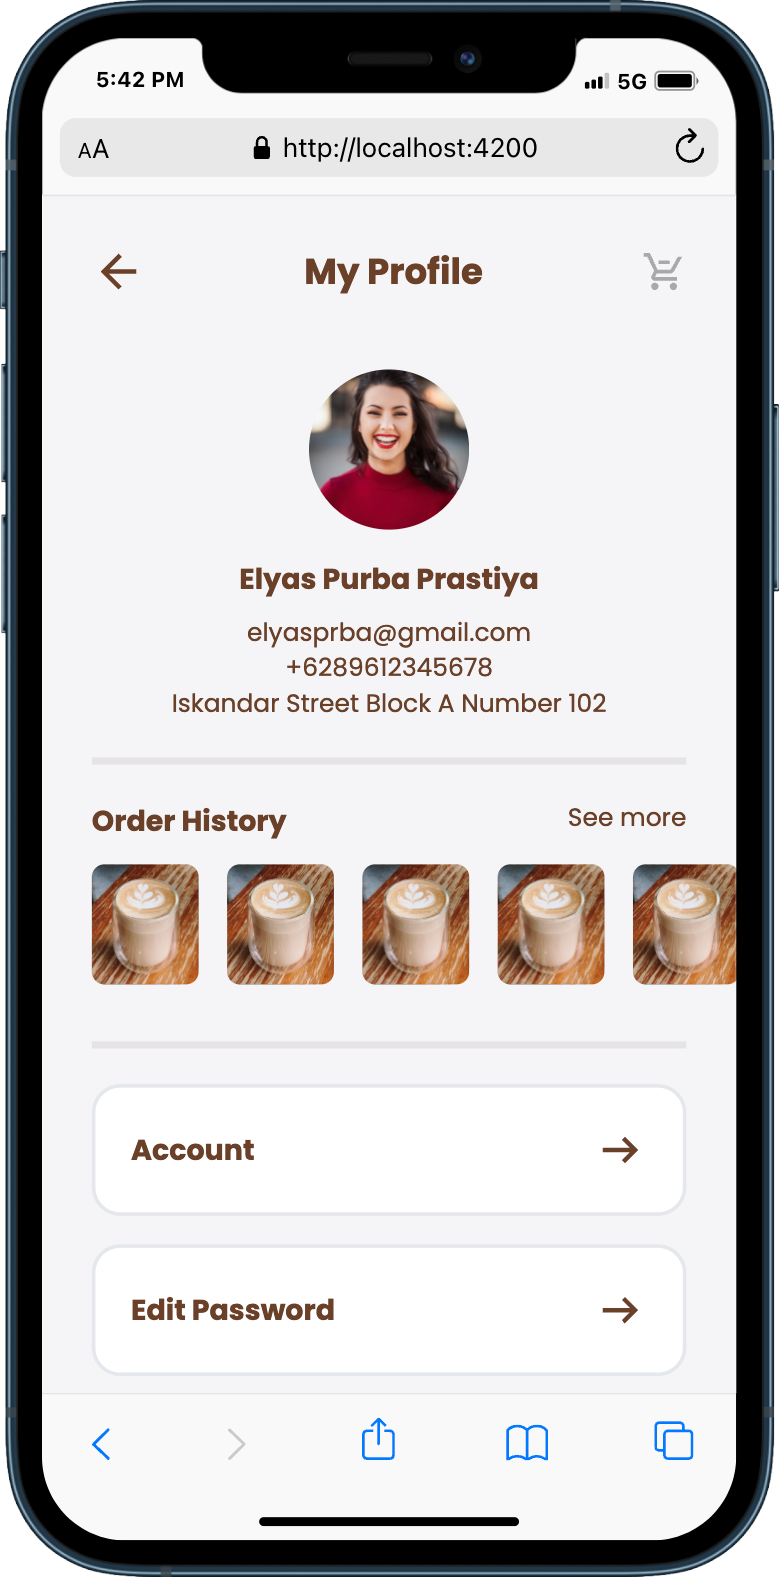 5:42 PM
5G
AA
http://localhost:4200
My Profile
Elyas Purba Prastiya
elyasprba@gmail.com
+6289612345678
Iskandar Street Block A Number 102
Order History
See more
Account
Edit Password